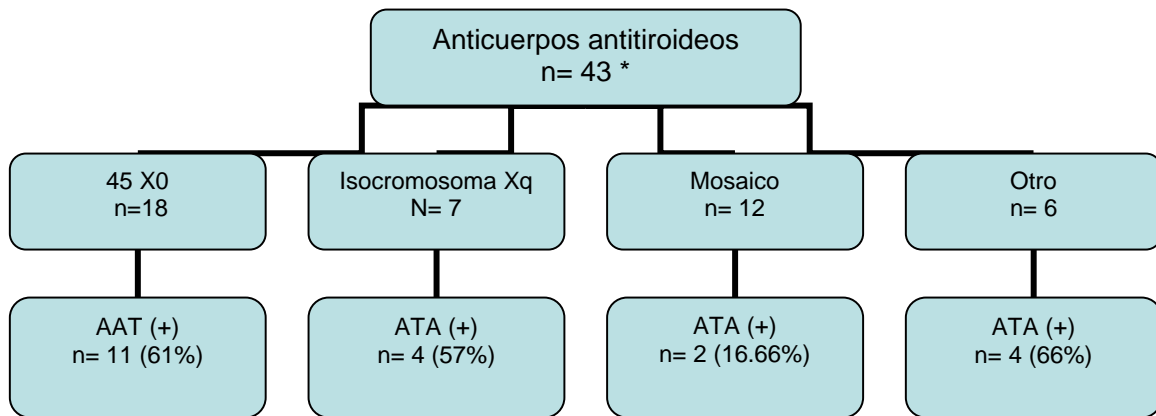 Anticuerpos antitiroideos
n= 43 *
45 X0
n=18
Isocromosoma Xq
N= 7
Mosaico
n= 12
Otro
n= 6
AAT (+)
n= 11 (61%)
ATA (+)
n= 4 (57%)
ATA (+)
n= 2 (16.66%)
ATA (+)
n= 4 (66%)